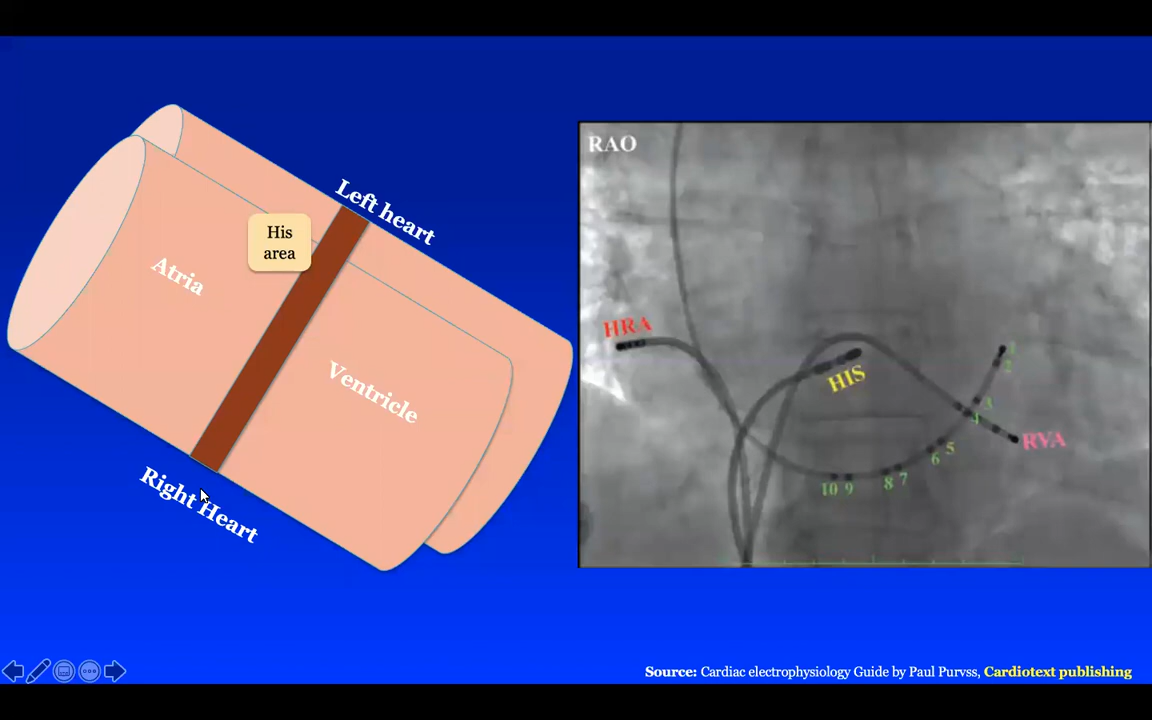 Left heart
His
area
Atria
Ventricle
Right Heart
RAO
HRA
HIS
RVA
1
2
3
4
5
6
7
8
9
10
Source: Cardiac electrophysiology Guide by Paul Purvss, Cardiotext publishing